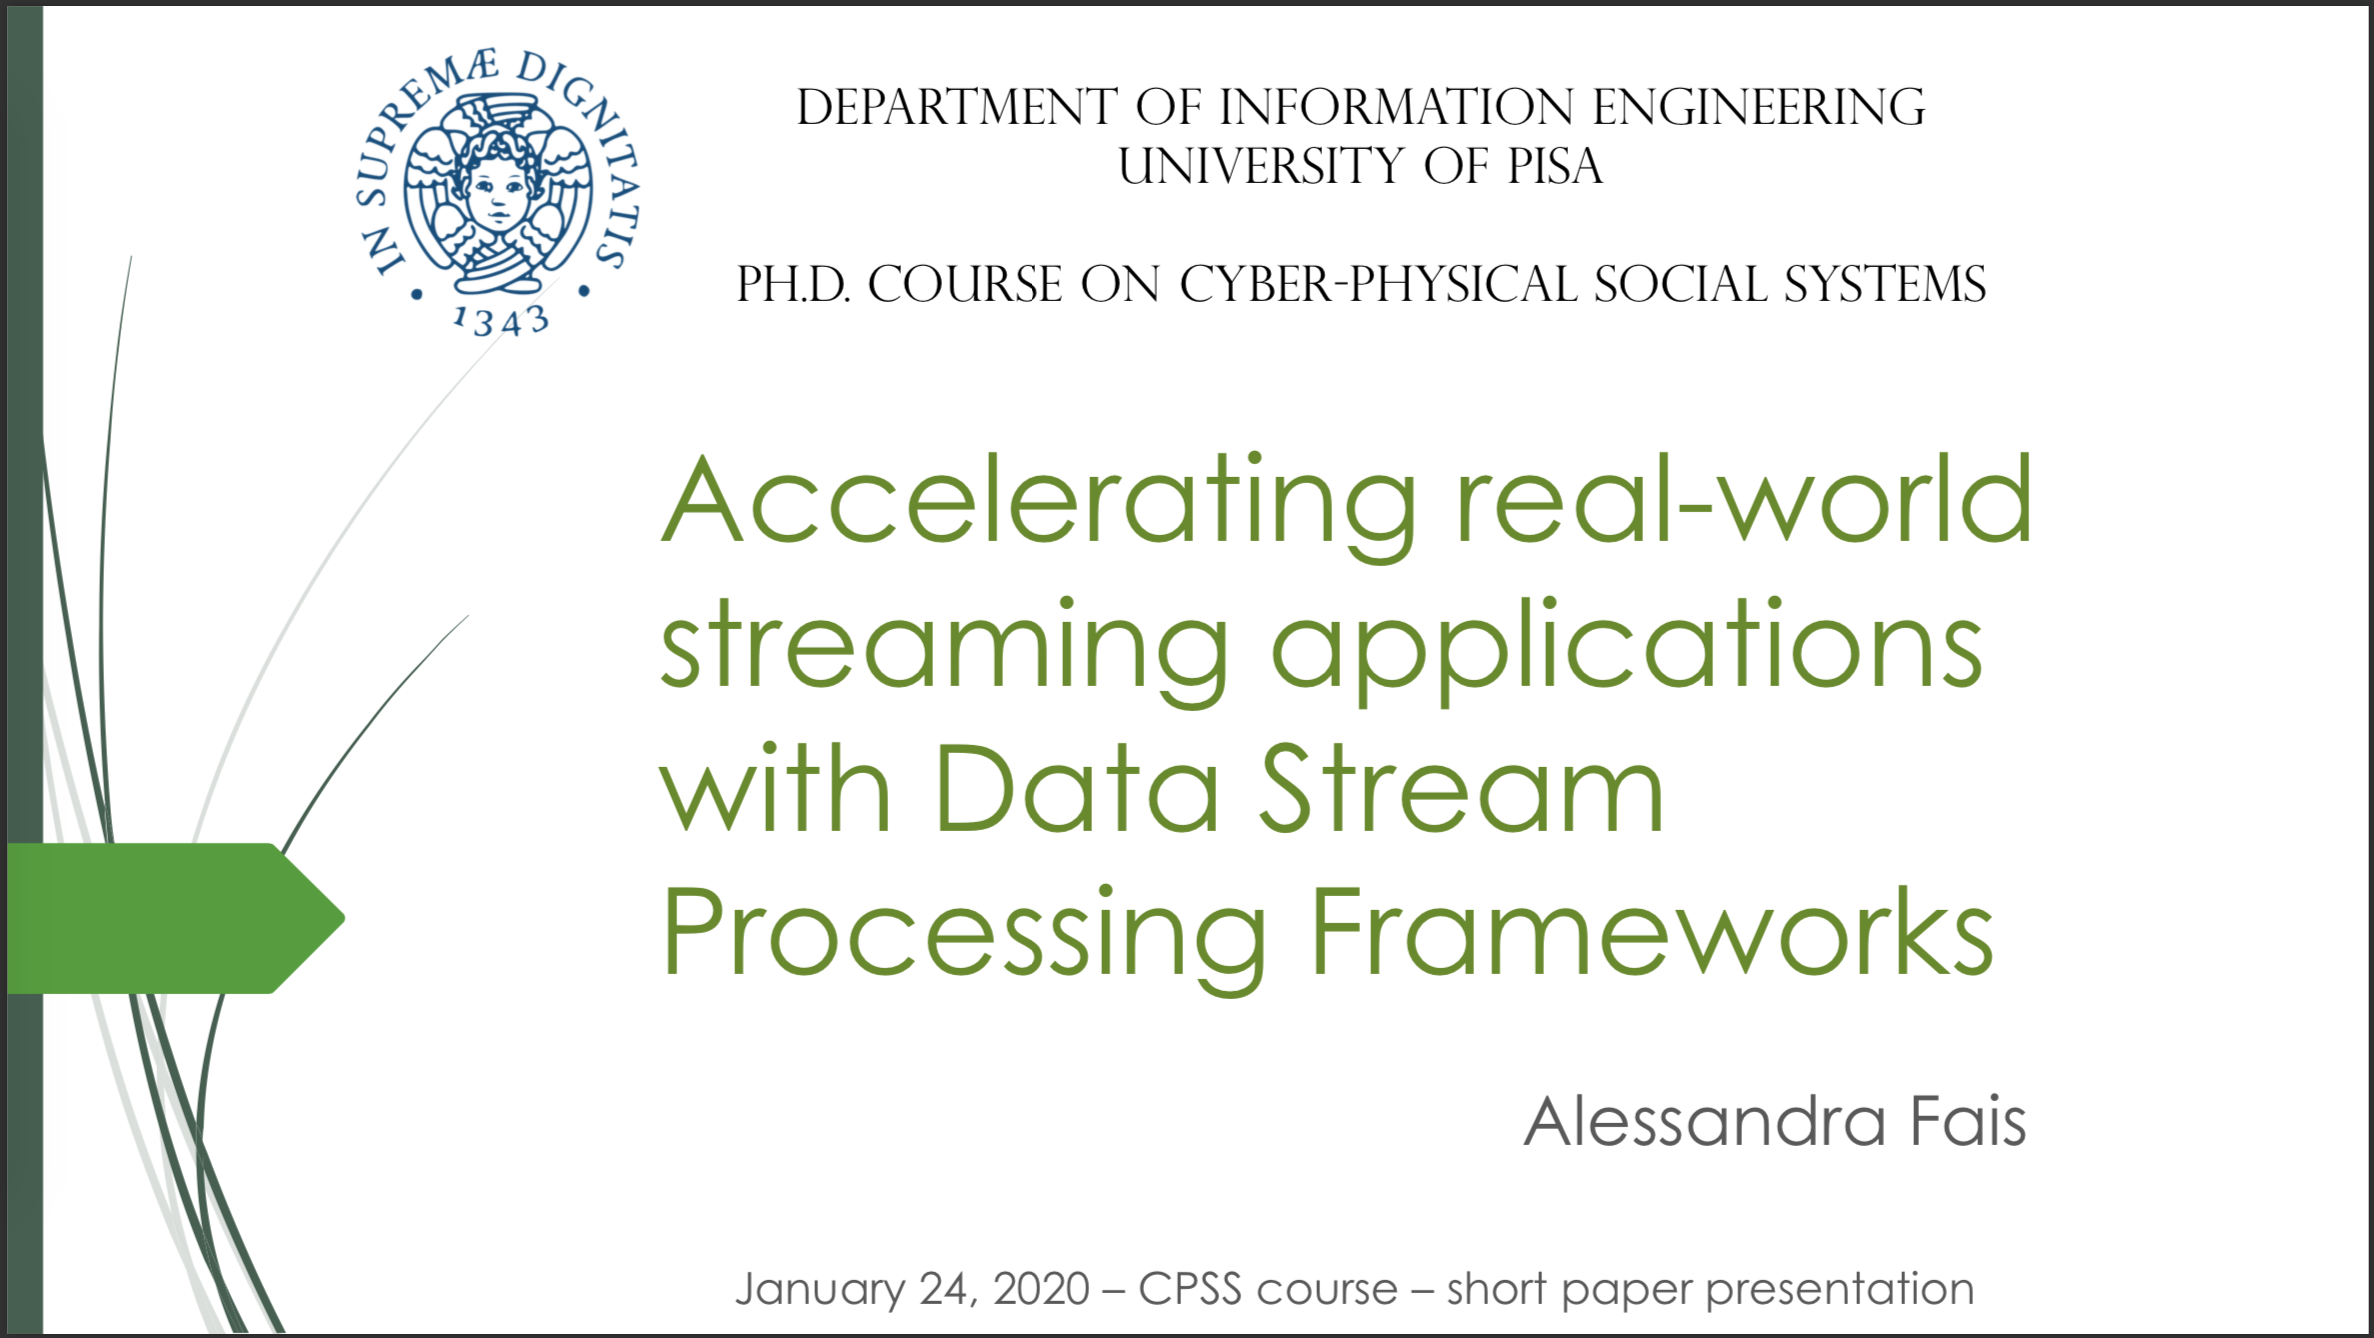 IN SUPREMÆ DIGNITATIS
1343
DEPARTMENT OF INFORMATION ENGINEERING
UNIVERSITY OF PISA
PH.D. COURSE ON CYBER-PHYSICAL SOCIAL SYSTEMS
Accelerating real-world
streaming applications
with Data Stream
Processing Frameworks
Alessandra Fais
January 24, 2020 – CPSS course – short paper presentation